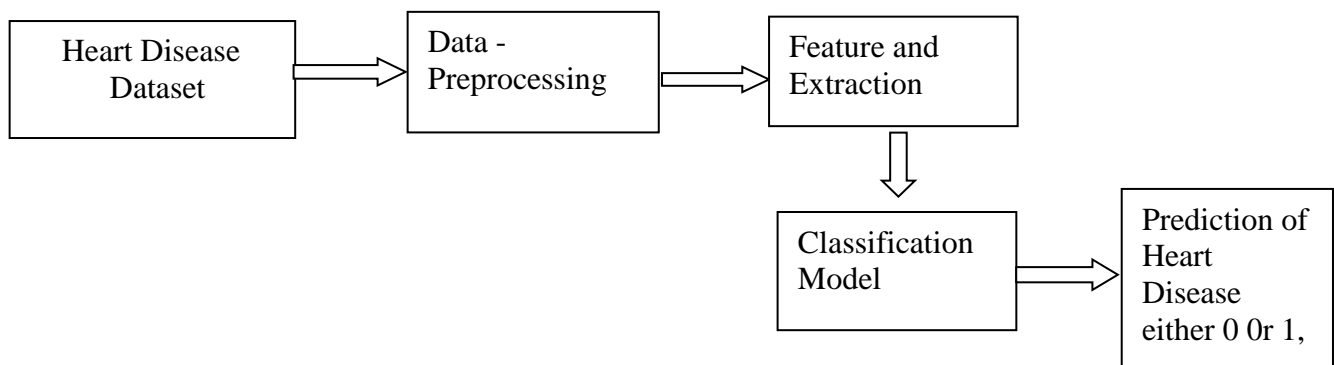 Heart Disease
Dataset
Data -
Preprocessing
Feature and
Extraction
Classification
Model
Prediction of
Heart
Disease
either 0 0r 1,